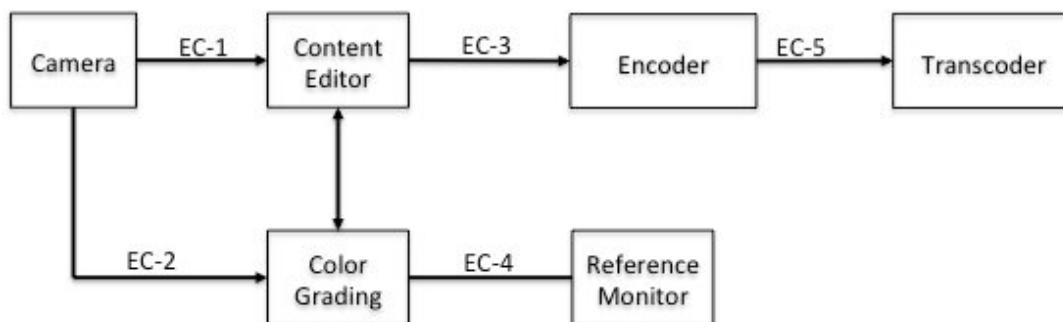 Camera
EC-1
Content
Editor
EC-3
Encoder
EC-5
Transcoder
EC-2
Color
Grading
EC-4
Reference
Monitor